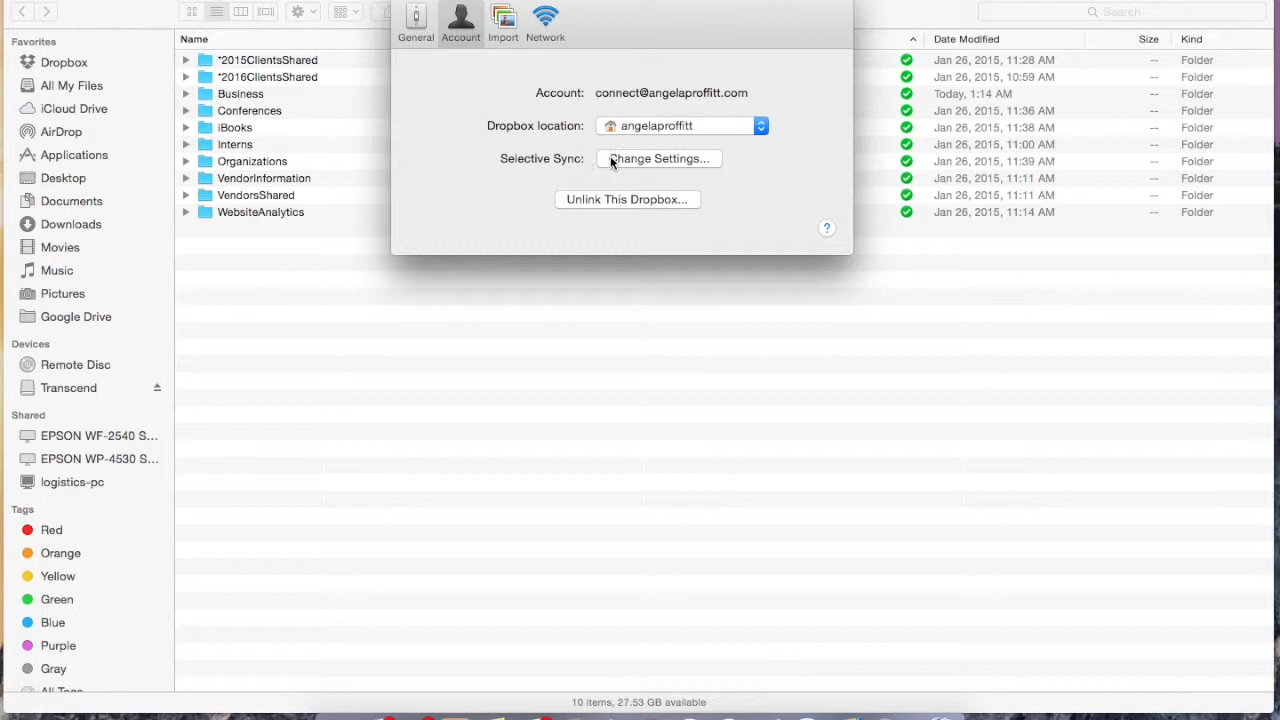 Search
General Account Import Network
Favorites
Dropbox
All My Files
iCloud Drive
AirDrop
Applications
Desktop
Documents
Downloads
Movies
Music
Pictures
Google Drive
Devices
Remote Disc
Transcend
Shared
EPSON WF-2540 S...
EPSON WP-4530 S...
logistics-pc
Tags
Red
Orange
Yellow
Green
Blue
Purple
Gray
All Tags
Name Date Modified Size Kind
*2015ClientsShared Jan 26, 2015, 11:28 AM -- Folder
*2016ClientsShared Jan 26, 2015, 10:59 AM -- Folder
Business Today, 1:14 AM -- Folder
Conferences Jan 26, 2015, 11:36 AM -- Folder
iBooks Jan 26, 2015, 11:38 AM -- Folder
Interns Jan 26, 2015, 11:38 AM -- Folder
Organizations Jan 26, 2015, 11:39 AM -- Folder
VendorInformation Jan 26, 2015, 11:11 AM -- Folder
VendorsShared Jan 26, 2015, 11:11 AM -- Folder
WebsiteAnalytics Jan 26, 2015, 11:14 AM -- Folder
Account: connect@angelaproffitt.com
Dropbox location: angelaproffitt
Selective Sync: Change Settings...
Unlink This Dropbox...
?
10 items, 27.53 GB available